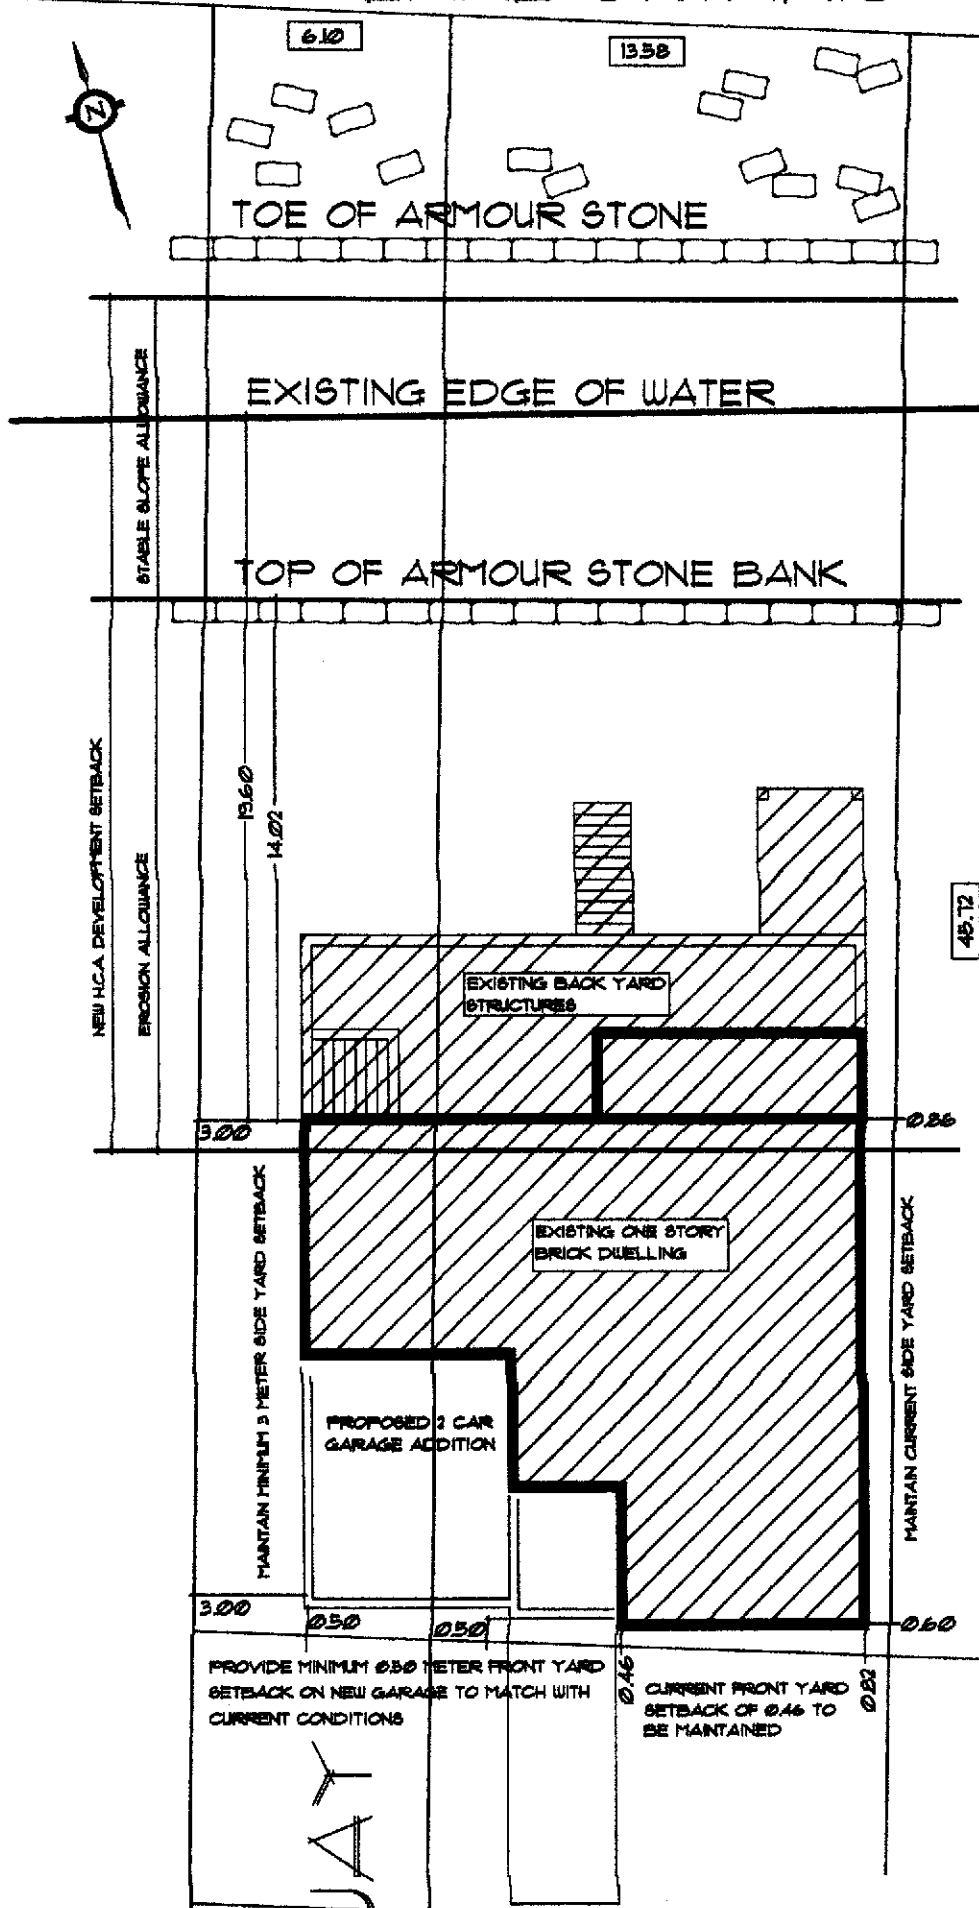 6.10
13.58
N
TOE OF ARMOUR STONE
EXISTING EDGE OF WATER
STABLE SLOPE ALLOWANCE
TOP OF ARMOUR STONE BANK
NEW H.C.A. DEVELOPMENT SETBACK
EROSION ALLOWANCE
19.60
14.02
48.72
EXISTING BACK YARD
STRUCTURES
3.00
0.86
EXISTING ONE STORY
BRICK DWELLING
MAINTAN MINIMUM 3 METER SIDE YARD SETBACK
MAINTAN CURRENT SIDE YARD SETBACK
PROPOSED 2 CAR
GARAGE ADDITION
3.00
0.50
0.50
0.60
0.46
0.82
PROVIDE MINIMUM 0.50 METER FRONT YARD
SETBACK ON NEW GARAGE TO MATCH WITH
CURRENT CONDITIONS
CURRENT FRONT YARD
SETBACK OF 0.46 TO
BE MAINTAINED